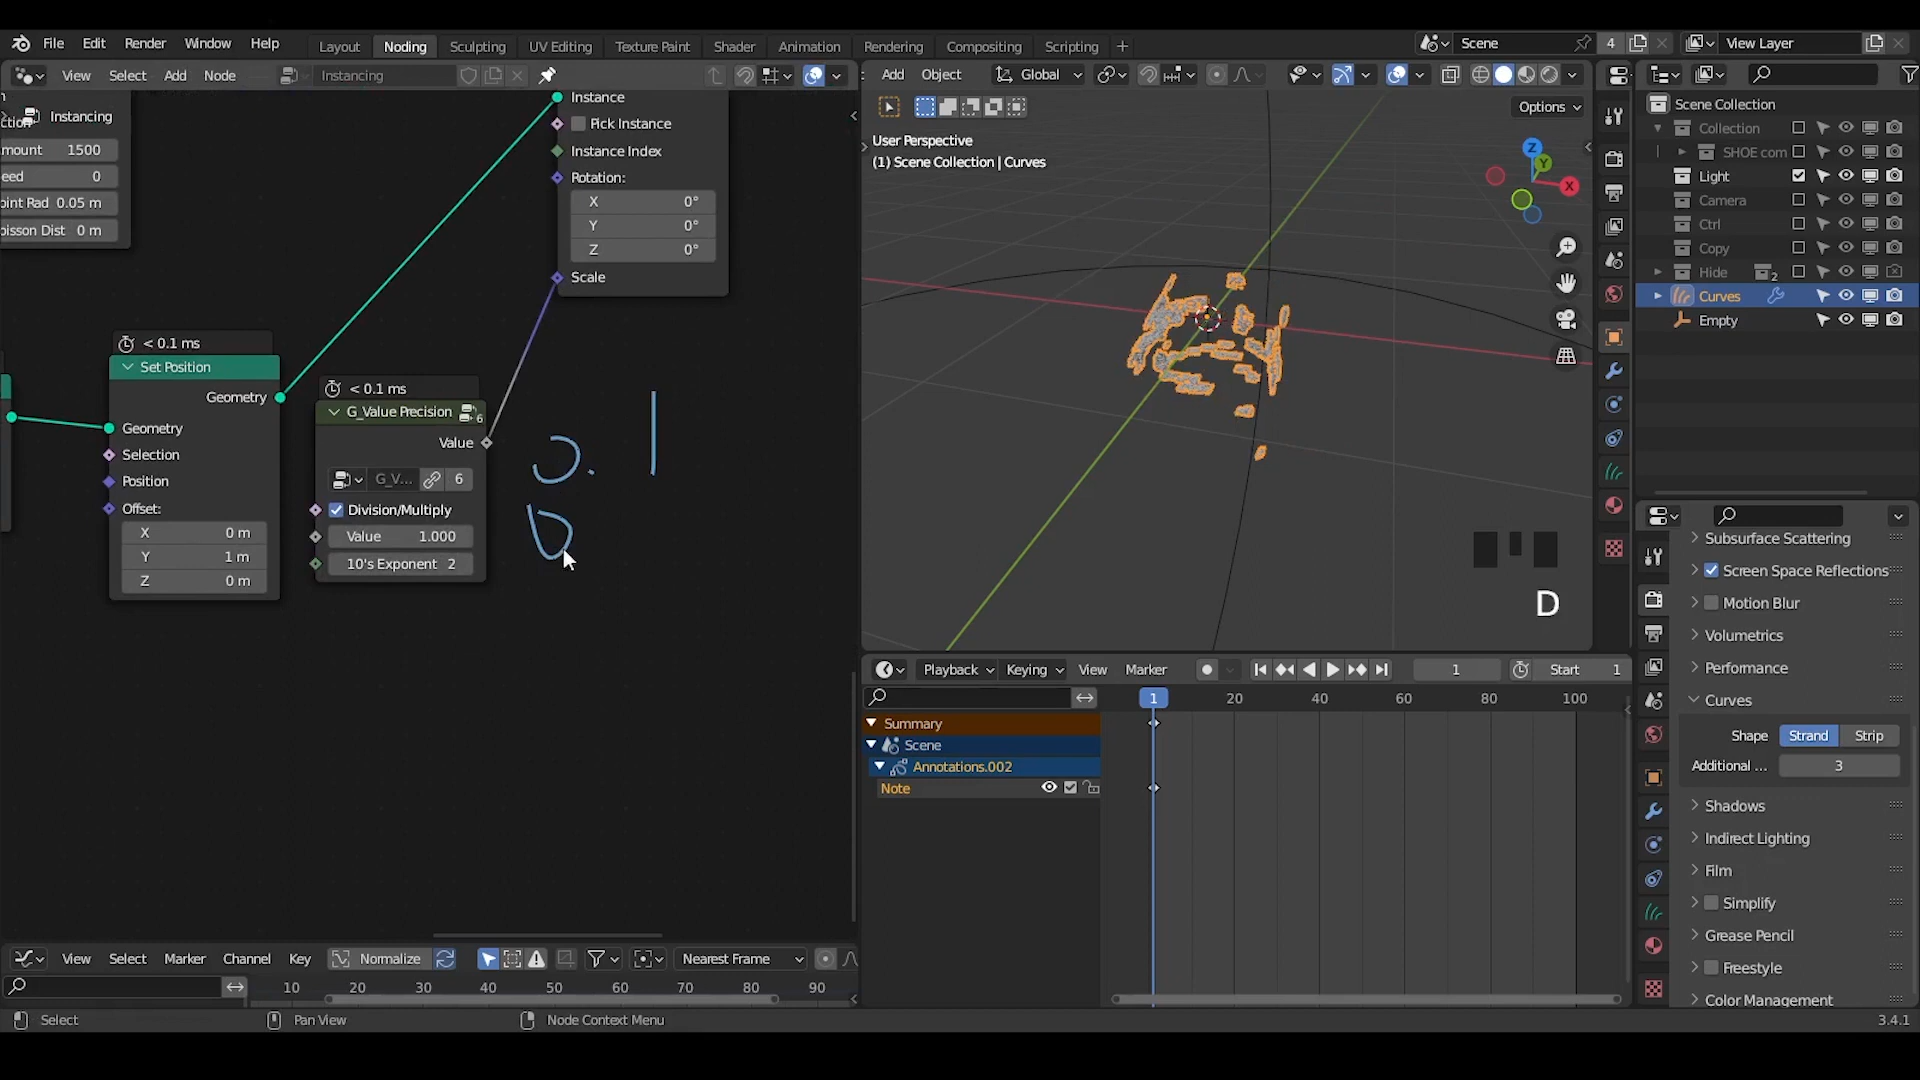 File Edit Render Window Help Layout Noding Sculpting UV Editing Texture Paint Shader Animation Rendering Compositing Scripting Scene 4 View Layer
View Select Add Node Instancing
Add Object Global
Options
Instancing
Amount 1500
0
0.05 m
0 m
Instance
Pick Instance
Instance Index
Rotation:
X 0°
Y 0°
Z 0°
Scale
< 0.1 ms
Set Position
Geometry
Geometry
Selection
Position
Offset:
X 0 m
Y 1 m
Z 0 m
< 0.1 ms
G_Value Precision 6
Value
G_V... 6
Division/Multiply
Value 1.000
10's Exponent 2
User Perspective
(1) Scene Collection | Curves
Z
Y
X
D
Scene Collection
Collection
SHOE com
Light
Camera
Ctrl
Copy
Hide 2
Curves
Empty
Playback Keying View Marker 1 Start 1
1 20 40 60 80 100
Summary
Scene
Annotations.002
Note
Subsurface Scattering
Screen Space Reflections
Motion Blur
Volumetrics
Performance
Curves
Shape Strand Strip
Additional ... 3
Shadows
Indirect Lighting
Film
Simplify
Grease Pencil
Freestyle
Color Management
View Select Marker Channel Key Normalize Nearest Frame
10 20 30 40 50 60 70 80 90
Select Pan View Node Context Menu 3.4.1